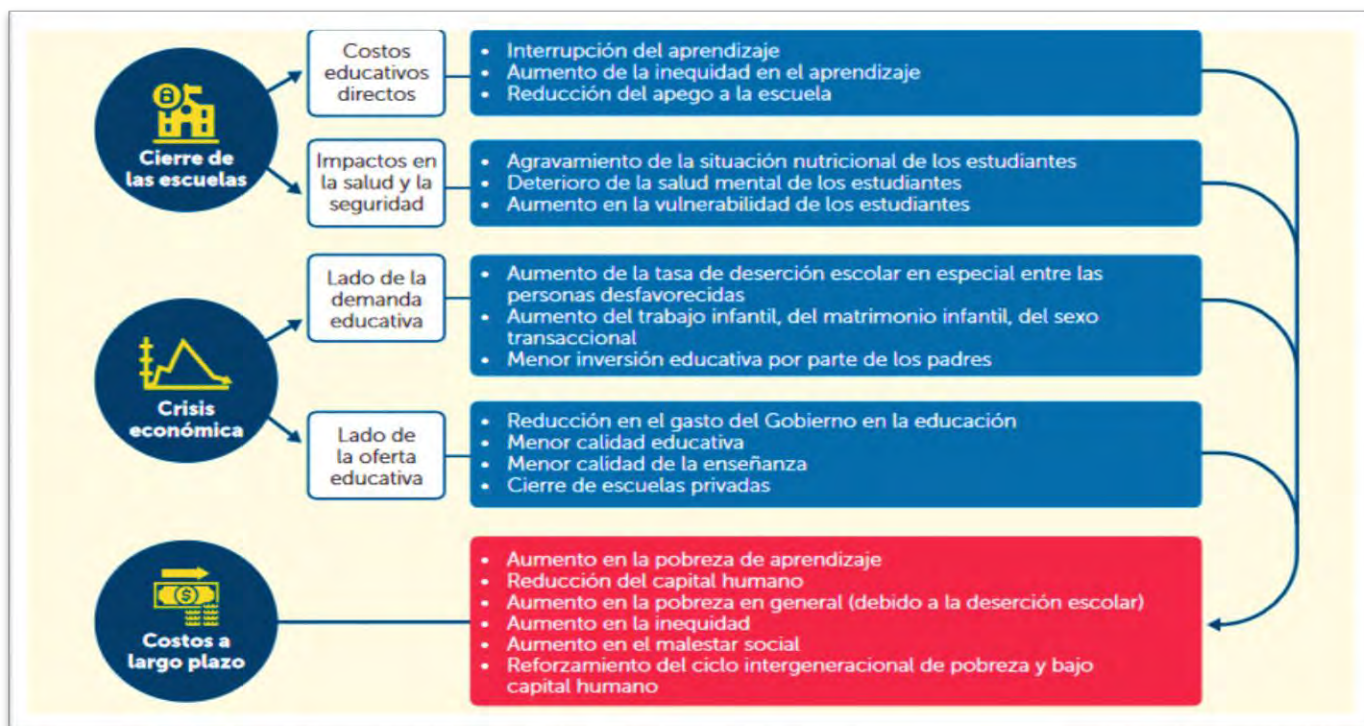 Cierre de
las escuelas
Costos
educativos
directos
• Interrupción del aprendizaje
• Aumento de la inequidad en el aprendizaje
• Reducción del apego a la escuela
Impactos en
la salud y la
seguridad
• Agravamiento de la situación nutricional de los estudiantes
• Deterioro de la salud mental de los estudiantes
• Aumento en la vulnerabilidad de los estudiantes
Crisis
económica
Lado de la
demanda
educativa
• Aumento de la tasa de deserción escolar en especial entre las
personas desfavorecidas
• Aumento del trabajo infantil, del matrimonio infantil, del sexo
transaccional
• Menor inversión educativa por parte de los padres
Lado de
la oferta
educativa
• Reducción en el gasto del Gobierno en la educación
• Menor calidad educativa
• Menor calidad de la enseñanza
• Cierre de escuelas privadas
Costos a
largo plazo
• Aumento en la pobreza de aprendizaje
• Reducción del capital humano
• Aumento en la pobreza en general (debido a la deserción escolar)
• Aumento en la inequidad
• Aumento en el malestar social
• Reforzamiento del ciclo intergeneracional de pobreza y bajo
capital humano